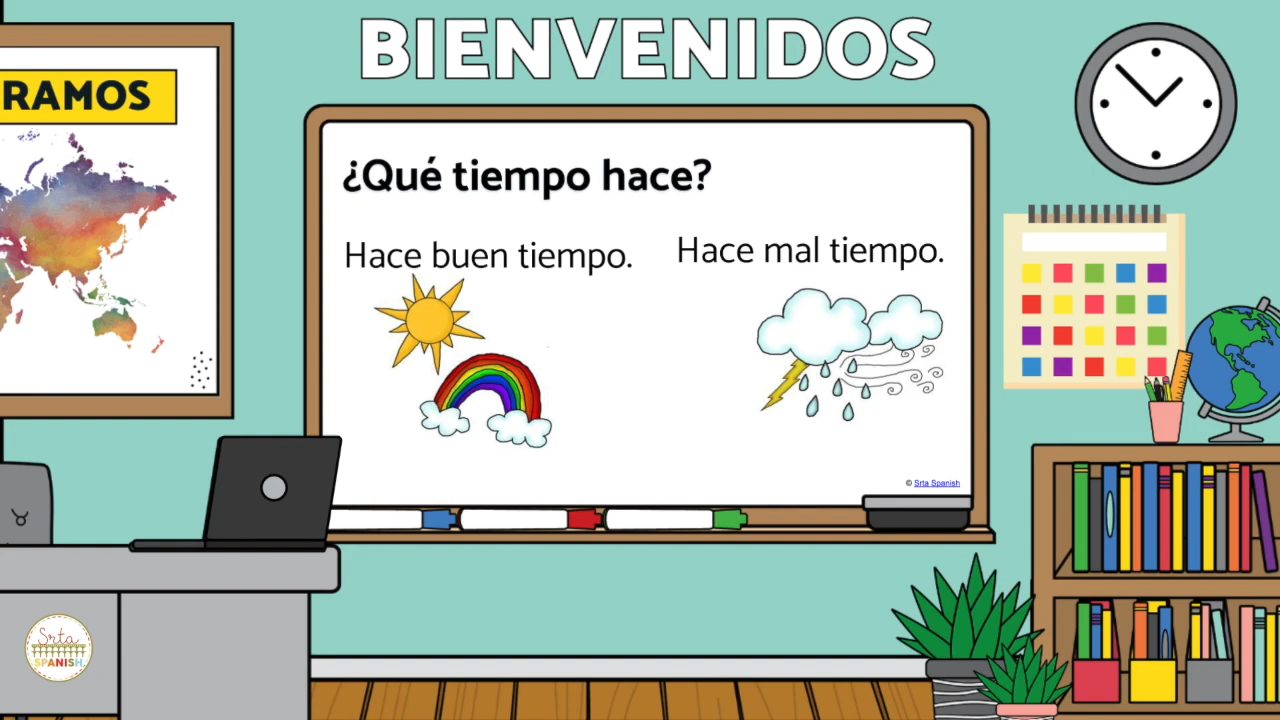 BIENVENIDOS
RAMOS
¿Qué tiempo hace?
Hace buen tiempo.
Hace mal tiempo.
© Srta Spanish
Srta
SPANISH